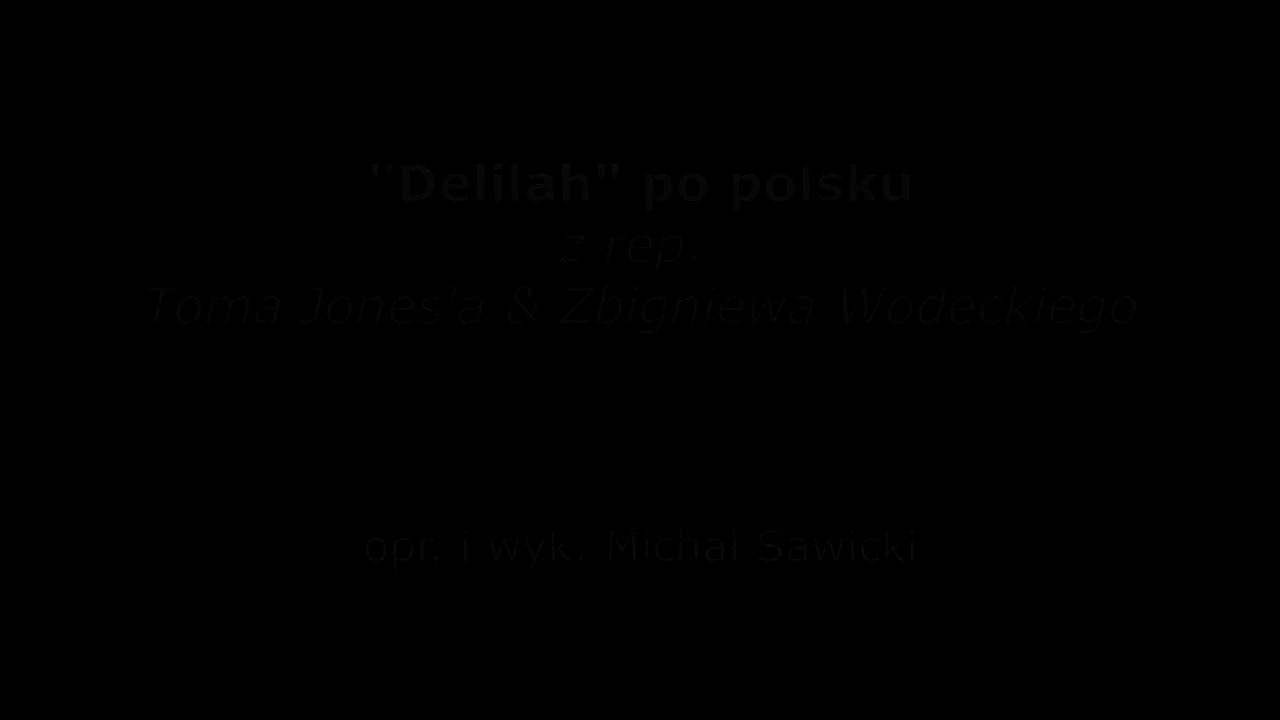 "Delilah" po polsku
z rep.
Toma Jones'a & Zbigniewa Wodeckiego
opr. i wyk. Michał Sawicki